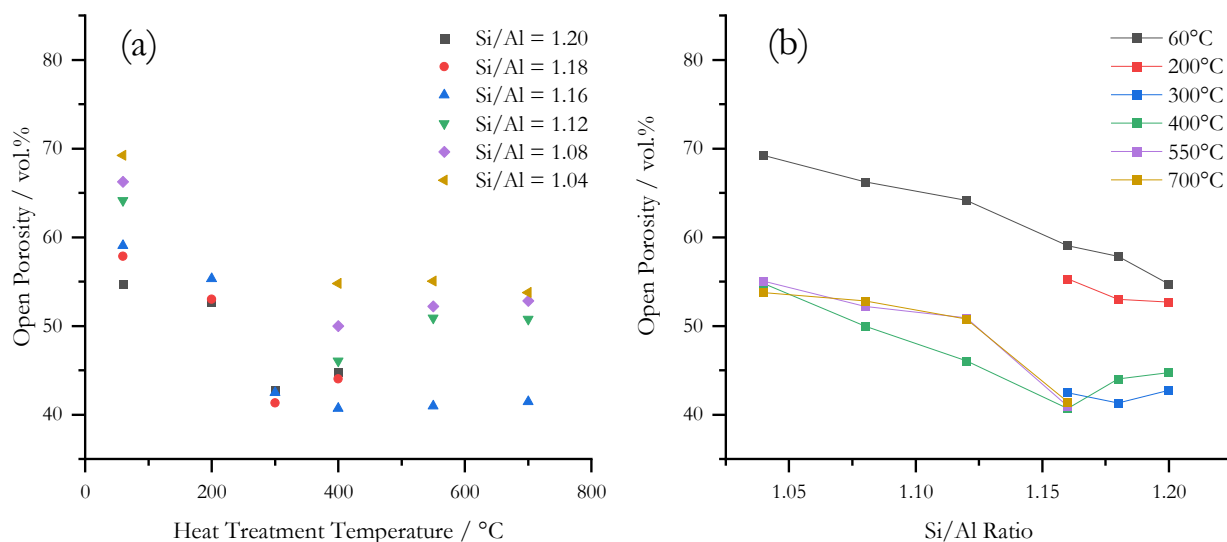 (a)
Si/Al = 1.20
Si/Al = 1.18
Si/Al = 1.16
Si/Al = 1.12
Si/Al = 1.08
Si/Al = 1.04
80
70
60
50
40
0
200
400
600
800
Open Porosity / vol.%
Heat Treatment Temperature / °C
(b)
60°C
200°C
300°C
400°C
550°C
700°C
80
70
60
50
40
1.05
1.10
1.15
1.20
Open Porosity / vol.%
Si/Al Ratio